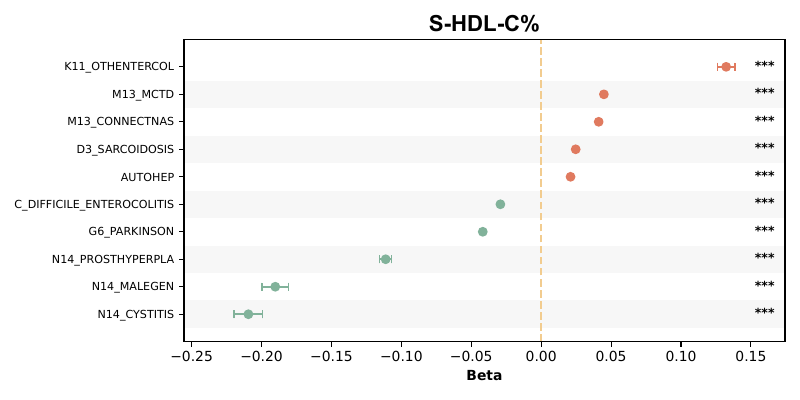 S-HDL-C%
K11_OTHENTERCOL ***
M13_MCTD ***
M13_CONNECTNAS ***
D3_SARCOIDOSIS ***
AUTOHEP ***
C_DIFFICILE_ENTEROCOLITIS ***
G6_PARKINSON ***
N14_PROSTHYPERPLA ***
N14_MALEGEN ***
N14_CYSTITIS ***
−0.25 −0.20 −0.15 −0.10 −0.05 0.00 0.05 0.10 0.15
Beta